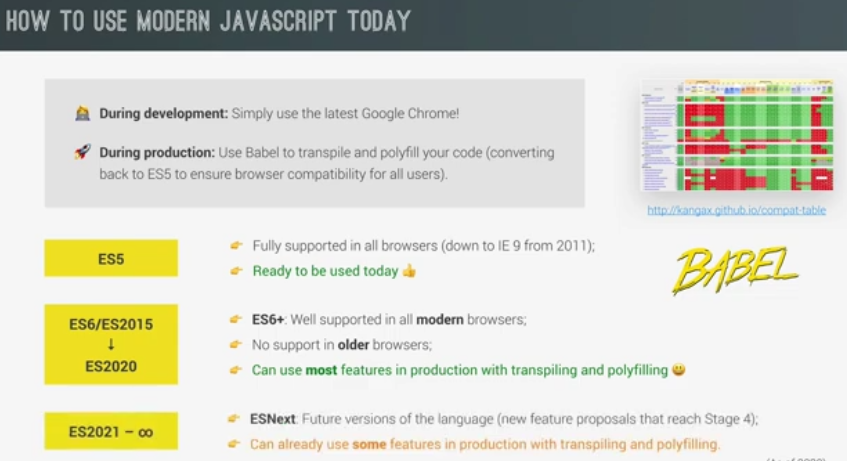 HOW TO USE MODERN JAVASCRIPT TODAY
During development: Simply use the latest Google Chrome!
During production: Use Babel to transpile and polyfill your code (converting
back to ES5 to ensure browser compatibility for all users).
http://kangax.github.io/compat-table
ES5
Fully supported in all browsers (down to IE 9 from 2011);
Ready to be used today 👍
BABEL
ES6/ES2015
↓
ES2020
ES6+: Well supported in all modern browsers;
No support in older browsers;
Can use most features in production with transpiling and polyfilling 😃
ES2021 – ∞
ESNext: Future versions of the language (new feature proposals that reach Stage 4);
Can already use some features in production with transpiling and polyfilling.